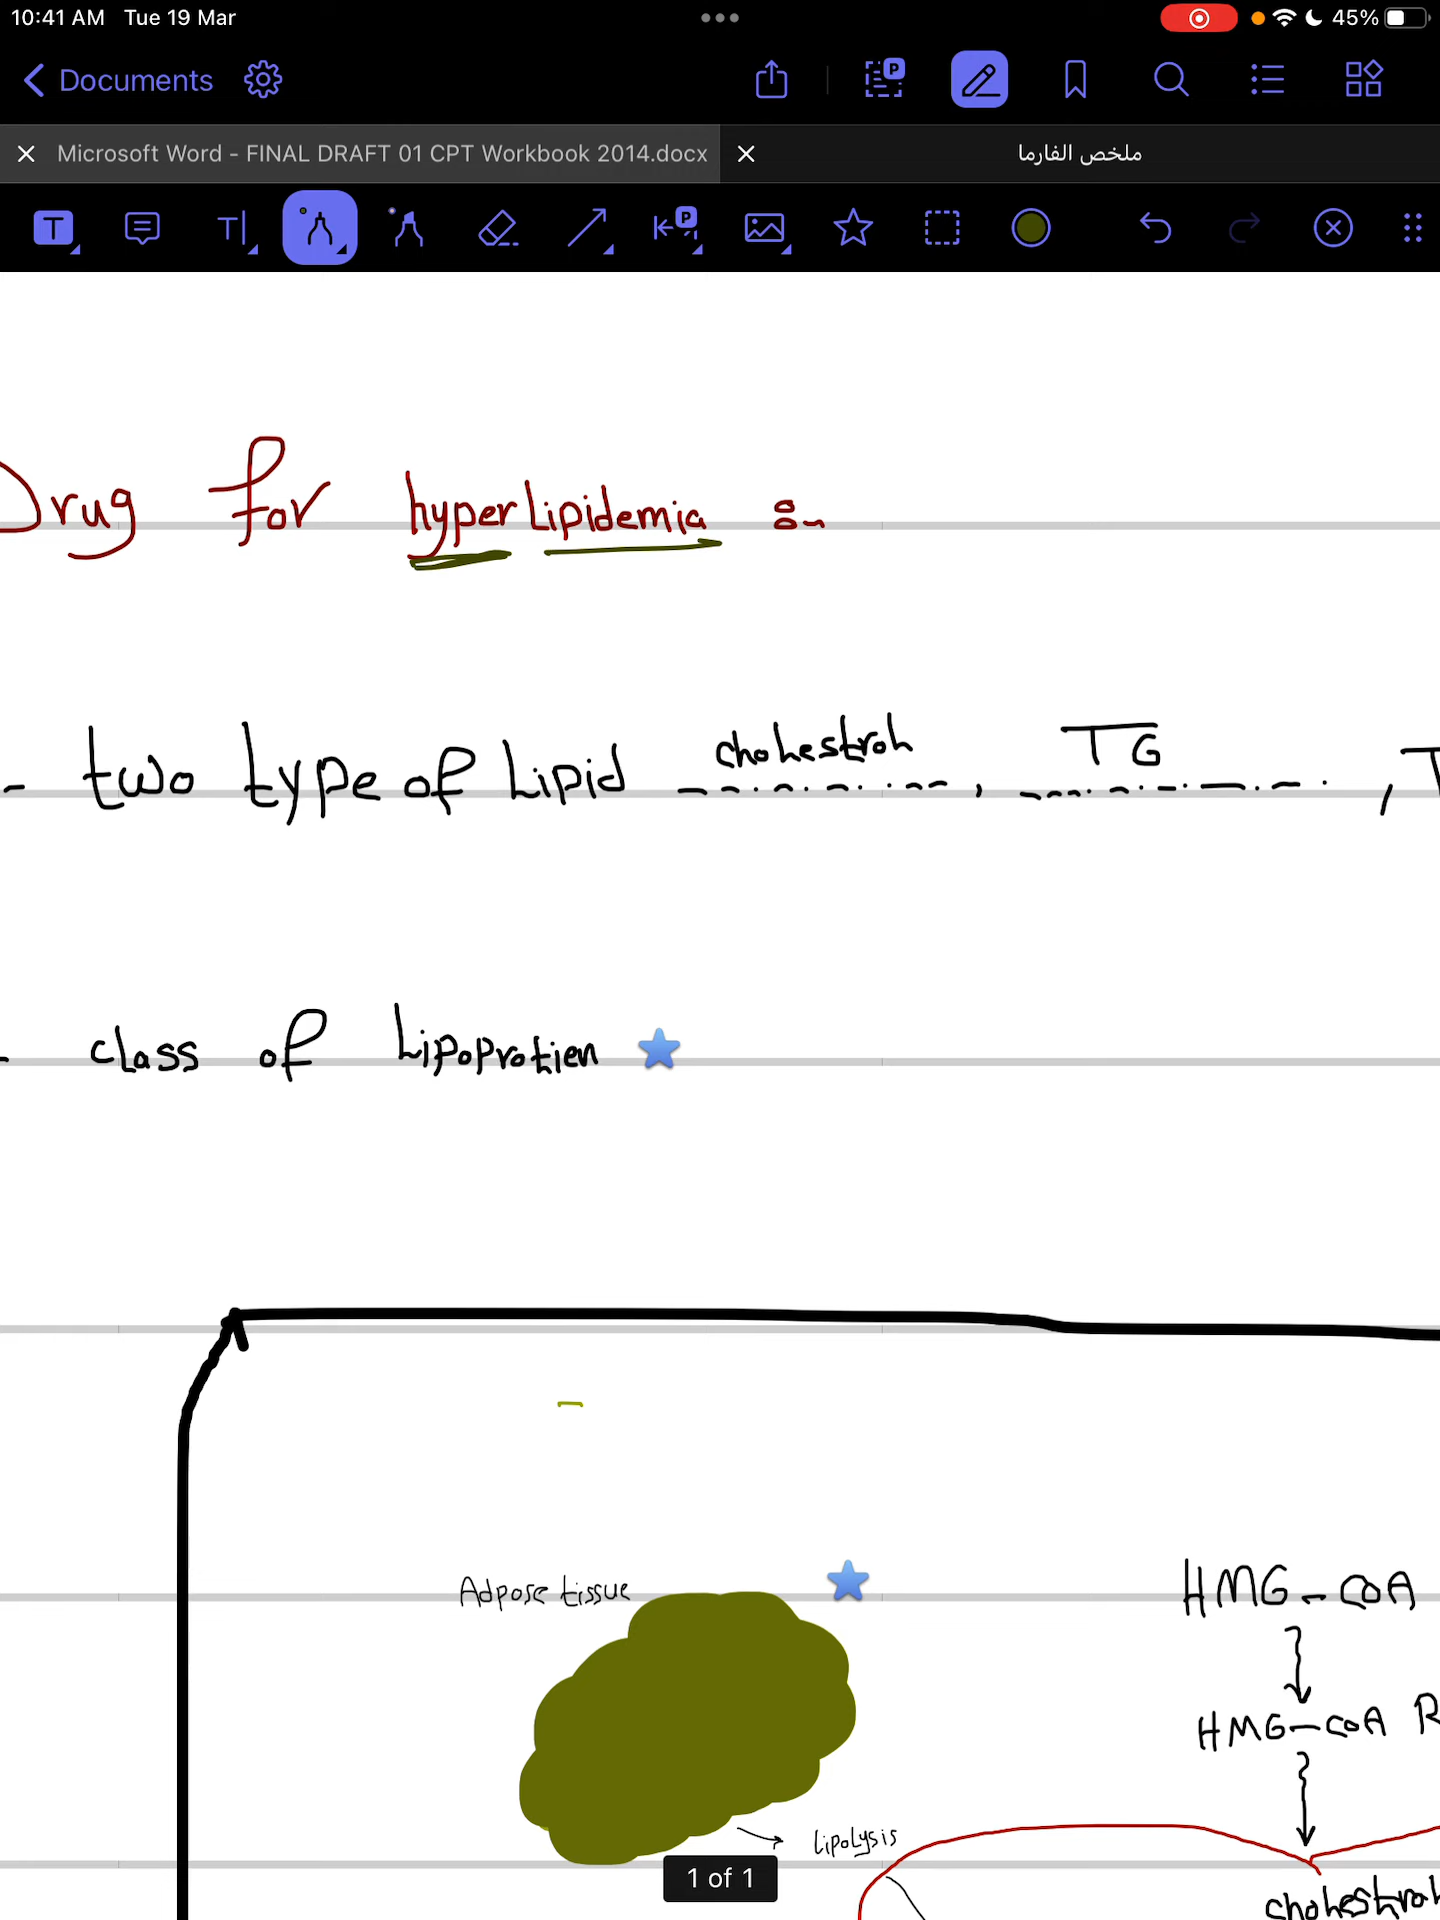 10:41 AM Tue 19 Mar 45%
Documents
Microsoft Word - FINAL DRAFT 01 CPT Workbook 2014.docx
ملخص الفارما
Drug for hyperlipidemia :-
- two type of Lipid cholestrol , TG ,
- class of Lipoprotien
Adpose tissue
HMG-COA
HMG-COA R
Lipolysis
1 of 1
cholestrol